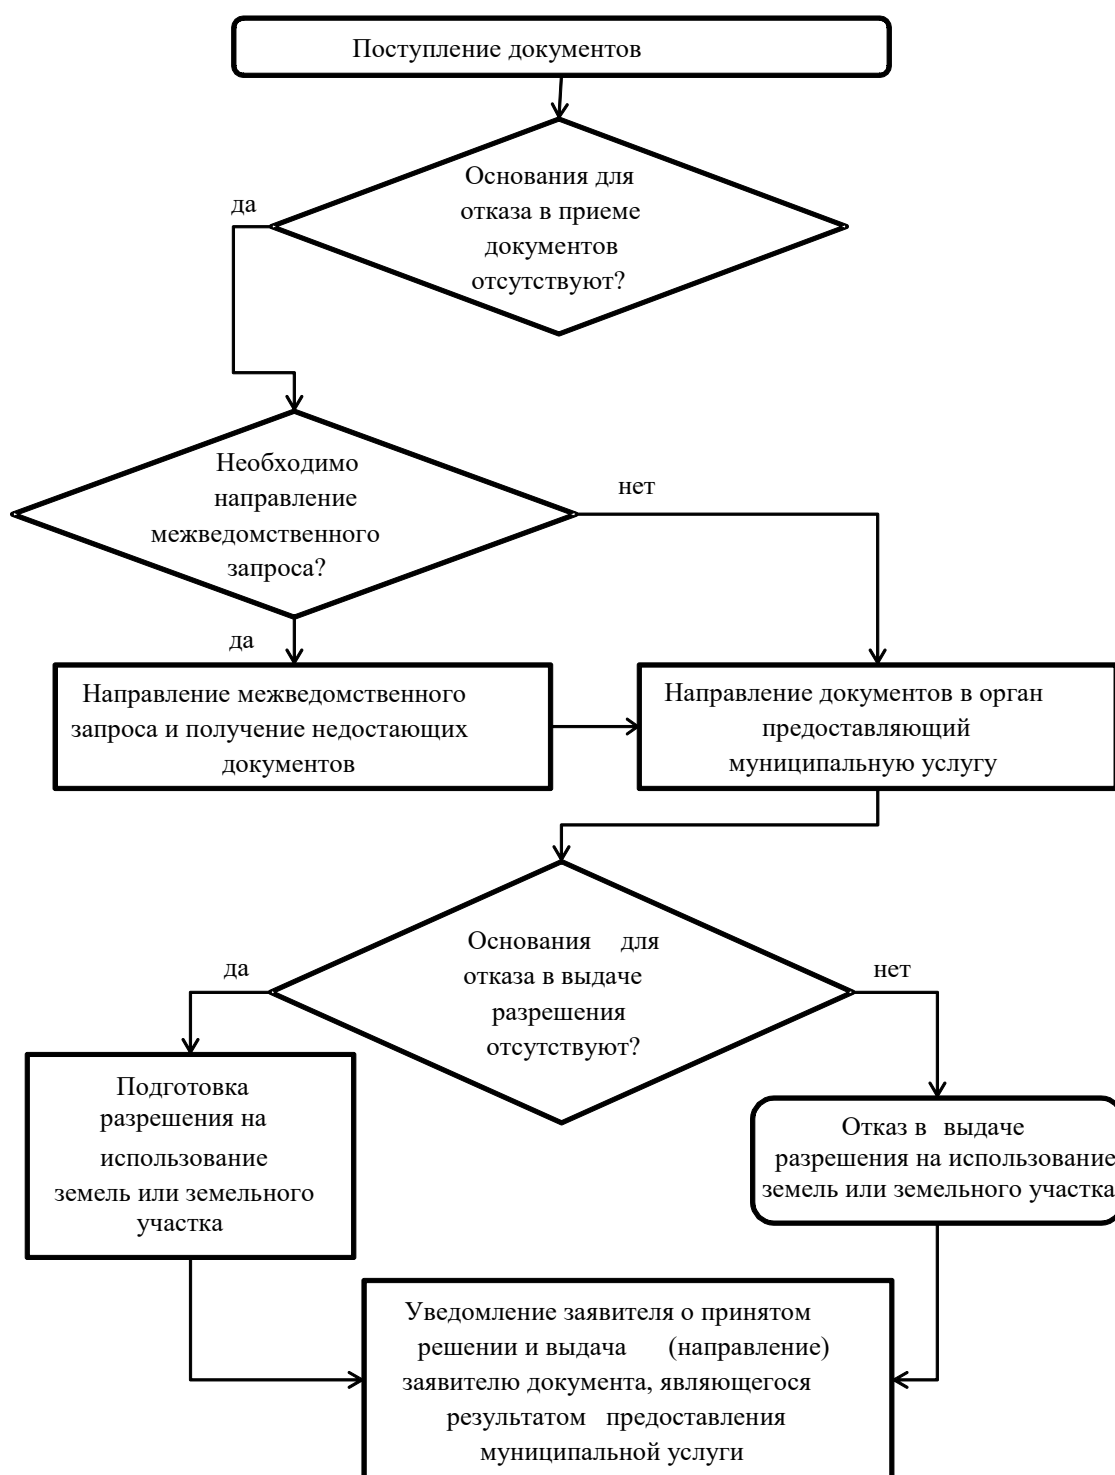 Поступление документов
Основания для
отказа в приеме
документов
отсутствуют?
да
Необходимо
направление
межведомственного
запроса?
нет
да
Направление межведомственного
запроса и получение недостающих
документов
Направление документов в орган
предоставляющий
муниципальную услугу
Основания для
отказа в выдаче
разрешения
отсутствуют?
да
нет
Подготовка
разрешения на
использование
земель или земельного
участка
Отказ в выдаче
разрешения на использование
земель или земельного участка
Уведомление заявителя о принятом
решении и выдача (направление)
заявителю документа, являющегося
результатом предоставления
муниципальной услуги